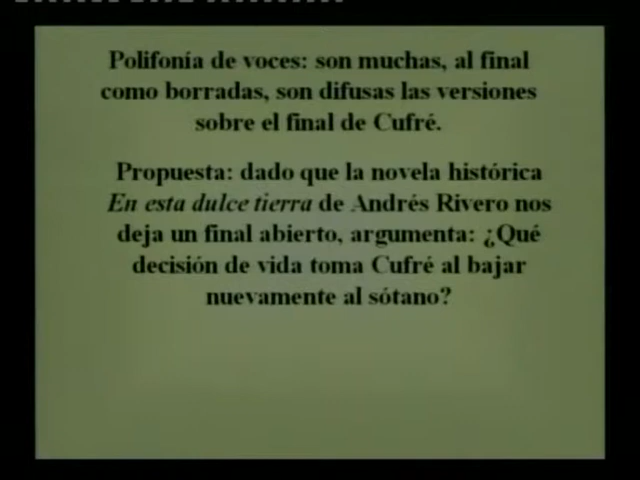 Polifonía de voces: son muchas, al final
como borradas, son difusas las versiones
sobre el final de Cufré.
Propuesta: dado que la novela histórica
En esta dulce tierra de Andrés Rivero nos
deja un final abierto, argumenta: ¿Qué
decisión de vida toma Cufré al bajar
nuevamente al sótano?